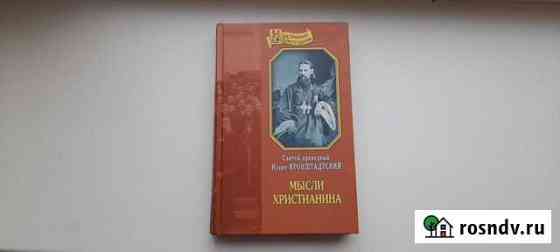 Святой праведный
Иоанн КРОНШТАДТСКИЙ
МЫСЛИ
ХРИСТИАНИНА
rosndv.ru